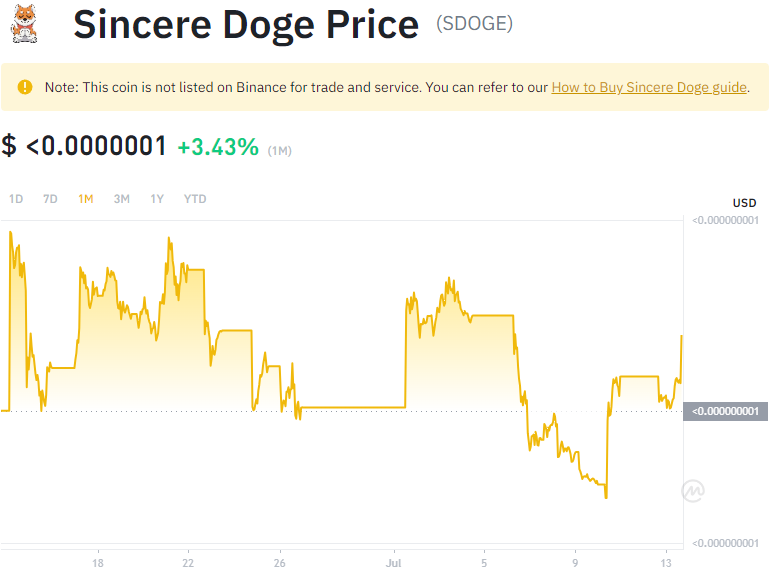 Sincere Doge Price (SDOGE)
Note: This coin is not listed on Binance for trade and service. You can refer to our How to Buy Sincere Doge guide.
$ <0.0000001 +3.43% (1M)
1D 7D 1M 3M 1Y YTD
USD
<0.000000001
<0.000000001
<0.000000001
18 22 26 Jul 5 9 13